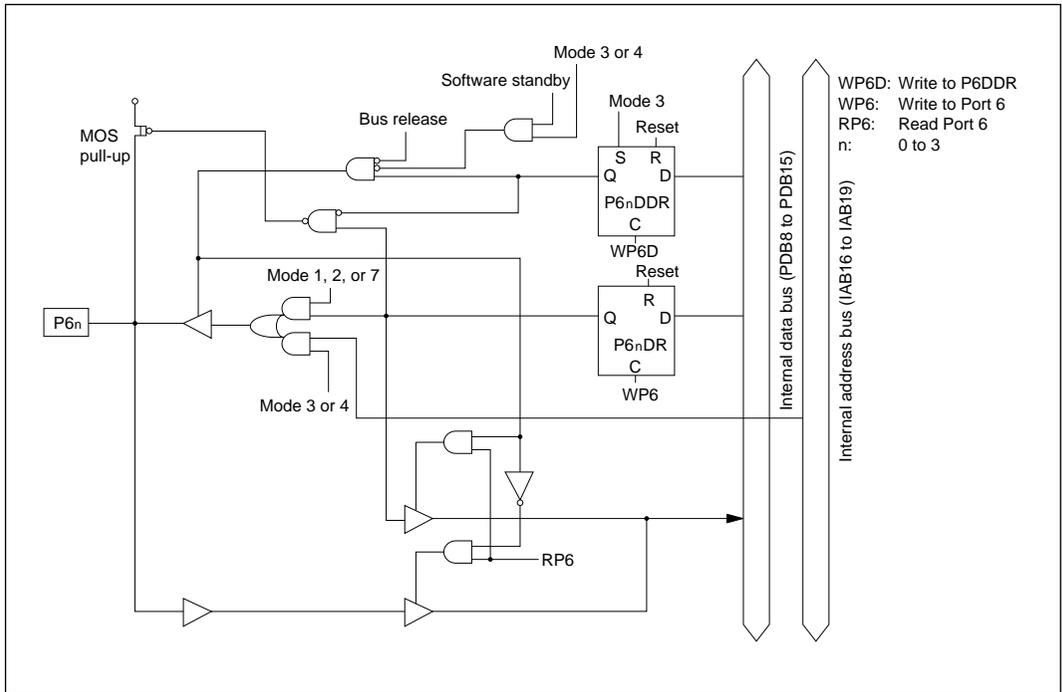 Mode 3 or 4
Software standby
Mode 3
Bus release
Reset
MOS
pull-up
S R
Q D
P6nDDR
C
WP6D
Reset
Mode 1, 2, or 7
R
P6n
Q D
P6nDR
C
WP6
Mode 3 or 4
RP6
Internal data bus (PDB8 to PDB15)
Internal address bus (IAB16 to IAB19)
WP6D: Write to P6DDR
WP6: Write to Port 6
RP6: Read Port 6
n: 0 to 3